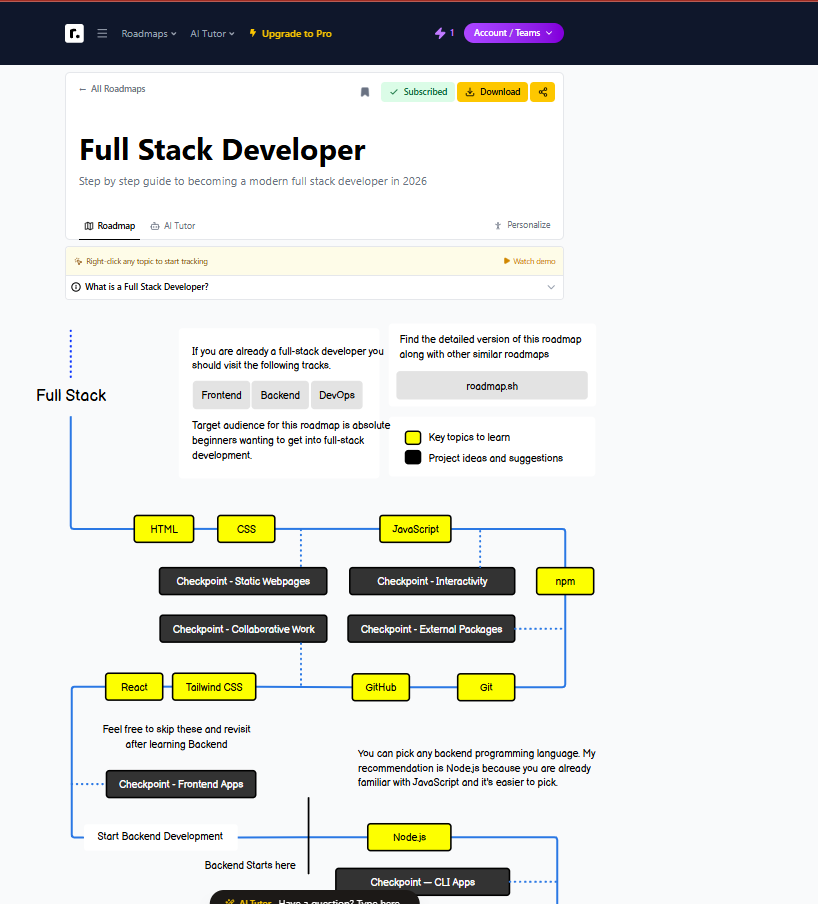 r.
Roadmaps
AI Tutor
Upgrade to Pro
1
Account / Teams
← All Roadmaps
Subscribed
Download
Full Stack Developer
Step by step guide to becoming a modern full stack developer in 2026
Roadmap
AI Tutor
Personalize
Right-click any topic to start tracking
Watch demo
What is a Full Stack Developer?
Full Stack
If you are already a full-stack developer you
should visit the following tracks.
Frontend
Backend
DevOps
Target audience for this roadmap is absolute
beginners wanting to get into full-stack
development.
Find the detailed version of this roadmap
along with other similar roadmaps
roadmap.sh
Key topics to learn
Project ideas and suggestions
HTML
CSS
JavaScript
Checkpoint - Static Webpages
Checkpoint - Interactivity
npm
Checkpoint - Collaborative Work
Checkpoint - External Packages
React
Tailwind CSS
GitHub
Git
Feel free to skip these and revisit
after learning Backend
Checkpoint - Frontend Apps
You can pick any backend programming language. My
recommendation is Node.js because you are already
familiar with JavaScript and it's easier to pick.
Start Backend Development
Node.js
Backend Starts here
Checkpoint — CLI Apps
AI Tutor Have a question? Type here